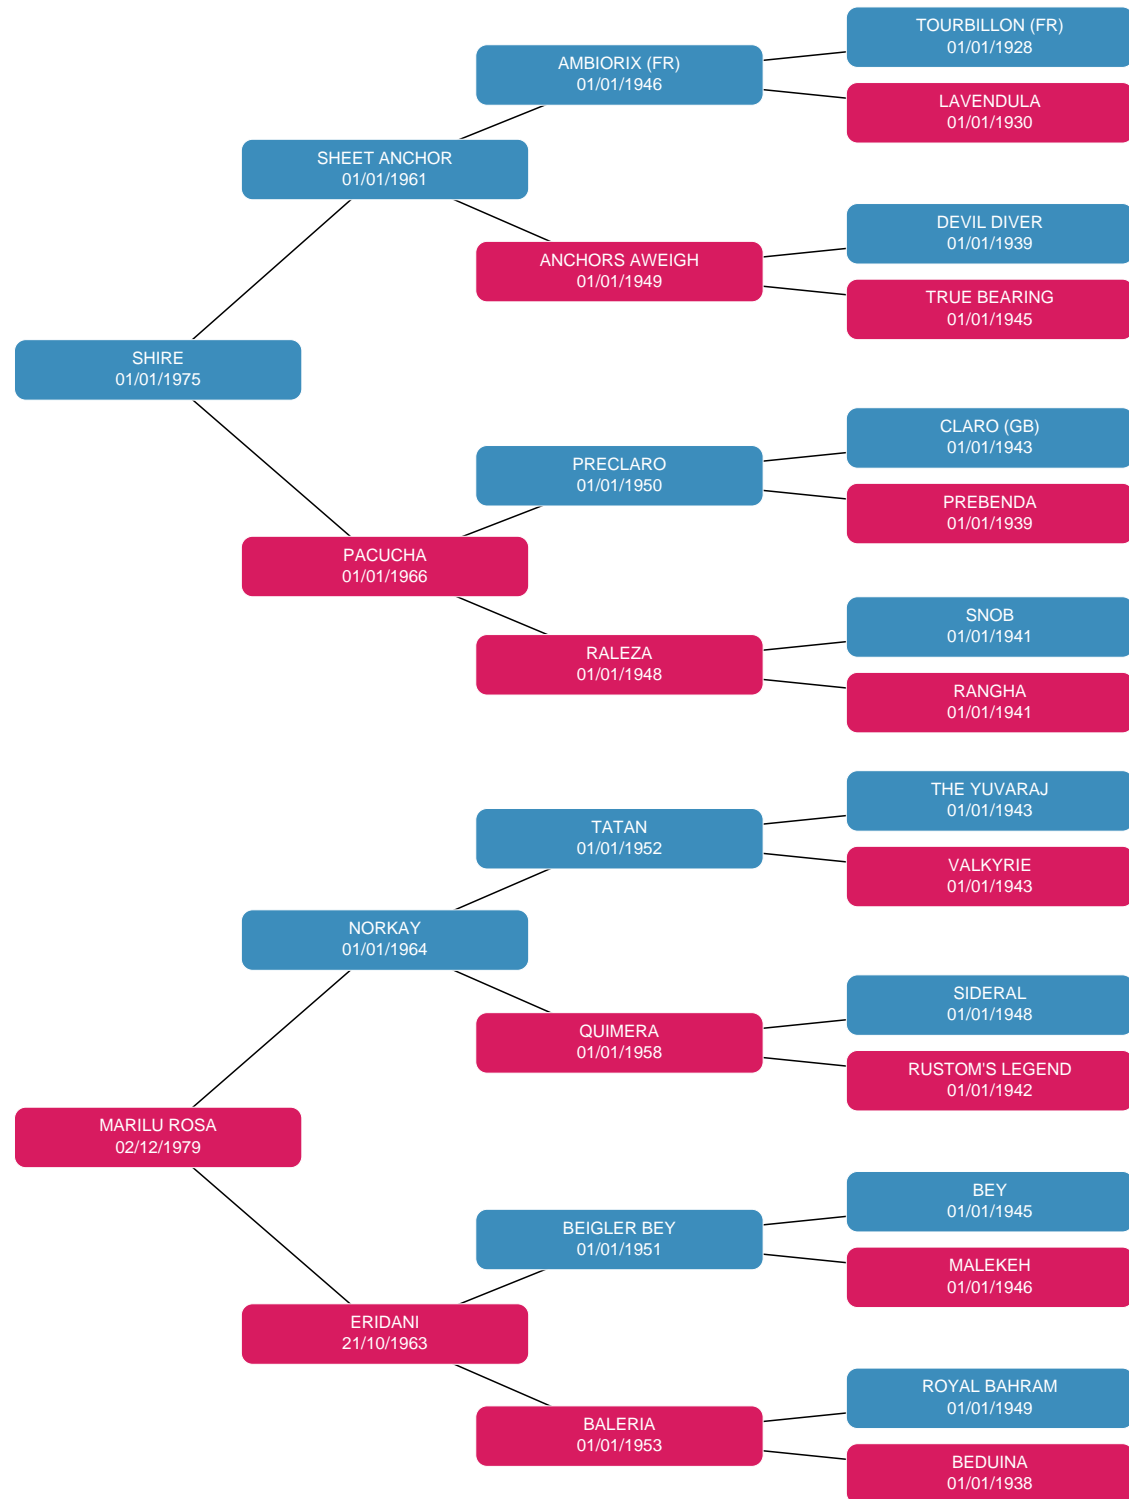 TOURBILLON (FR)
01/01/1928
AMBIORIX (FR)
01/01/1946
LAVENDULA
01/01/1930
SHEET ANCHOR
01/01/1961
DEVIL DIVER
01/01/1939
ANCHORS AWEIGH
01/01/1949
TRUE BEARING
01/01/1945
SHIRE
01/01/1975
CLARO (GB)
01/01/1943
PRECLARO
01/01/1950
PREBENDA
01/01/1939
PACUCHA
01/01/1966
SNOB
01/01/1941
RALEZA
01/01/1948
RANGHA
01/01/1941
THE YUVARAJ
01/01/1943
TATAN
01/01/1952
VALKYRIE
01/01/1943
NORKAY
01/01/1964
SIDERAL
01/01/1948
QUIMERA
01/01/1958
RUSTOM'S LEGEND
01/01/1942
MARILU ROSA
02/12/1979
BEY
01/01/1945
BEIGLER BEY
01/01/1951
MALEKEH
01/01/1946
ERIDANI
21/10/1963
ROYAL BAHRAM
01/01/1949
BALERIA
01/01/1953
BEDUINA
01/01/1938